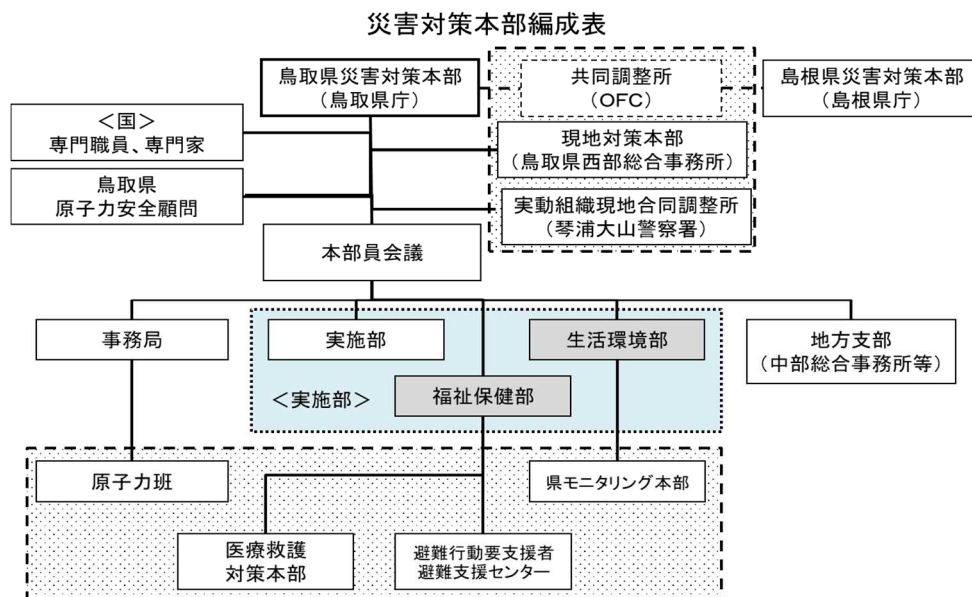 災害対策本部編成表
鳥取県災害対策本部
（鳥取県庁）
共同調整所
（OFC）
島根県災害対策本部
（島根県庁）
＜国＞
専門職員、専門家
現地対策本部
（鳥取県西部総合事務所）
鳥取県
原子力安全顧問
実動組織現地合同調整所
（琴浦大山警察署）
本部員会議
事務局
実施部
生活環境部
地方支部
（中部総合事務所等）
＜実施部＞
福祉保健部
原子力班
県モニタリング本部
医療救護
対策本部
避難行動要支援者
避難支援センター